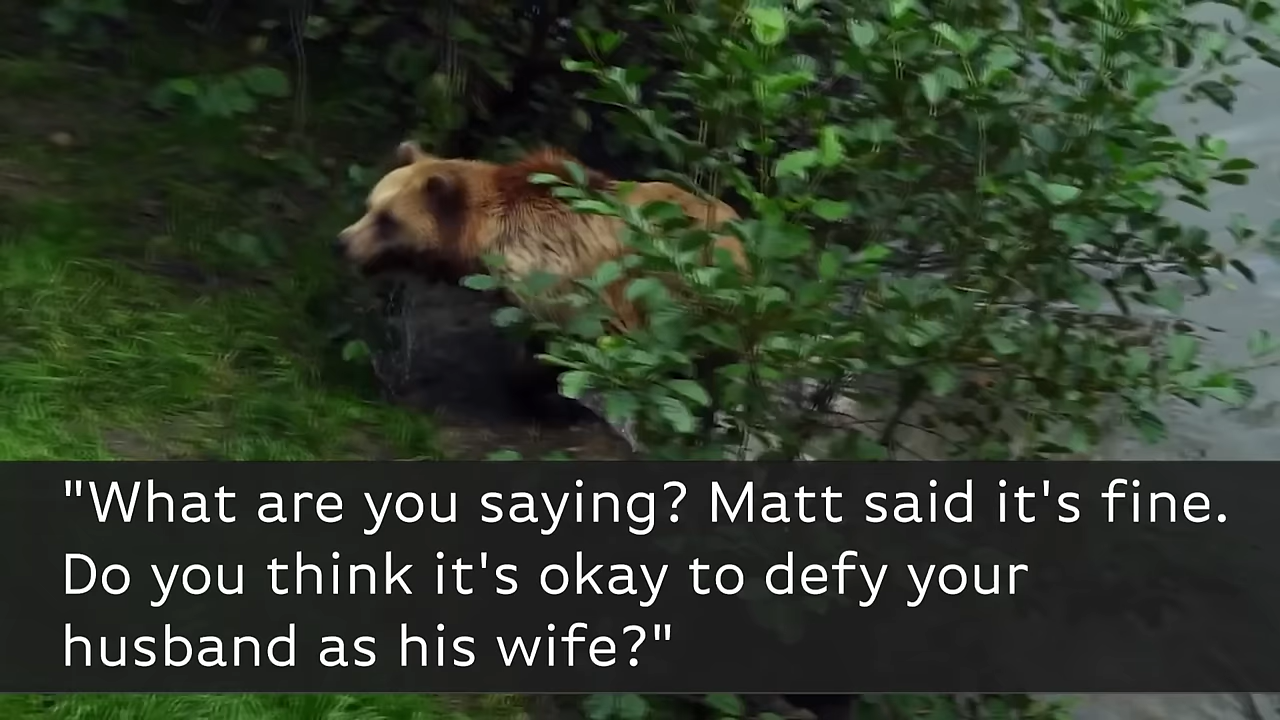 "What are you saying? Matt said it's fine.
Do you think it's okay to defy your
husband as his wife?"